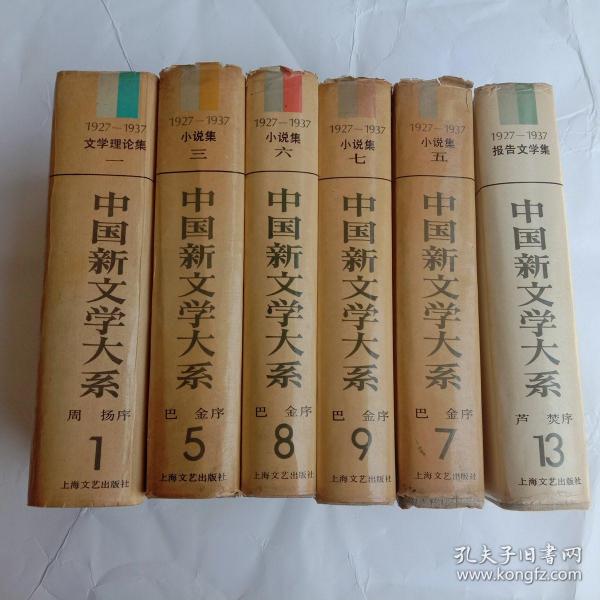 1927—1937
文学理论集
一
中国新文学大系
周扬序
1
上海文艺出版社
1927—1937
小说集
三
中国新文学大系
巴金序
5
上海文艺出版社
1927—1937
小说集
六
中国新文学大系
巴金序
8
上海文艺出版社
1927—1937
小说集
七
中国新文学大系
巴金序
9
上海文艺出版社
1927—1937
小说集
五
中国新文学大系
巴金序
7
上海文艺出版社
1927—1937
报告文学集
中国新文学大系
芦焚序
13
上海文艺出版社
孔夫子旧书网
www.kongfz.com